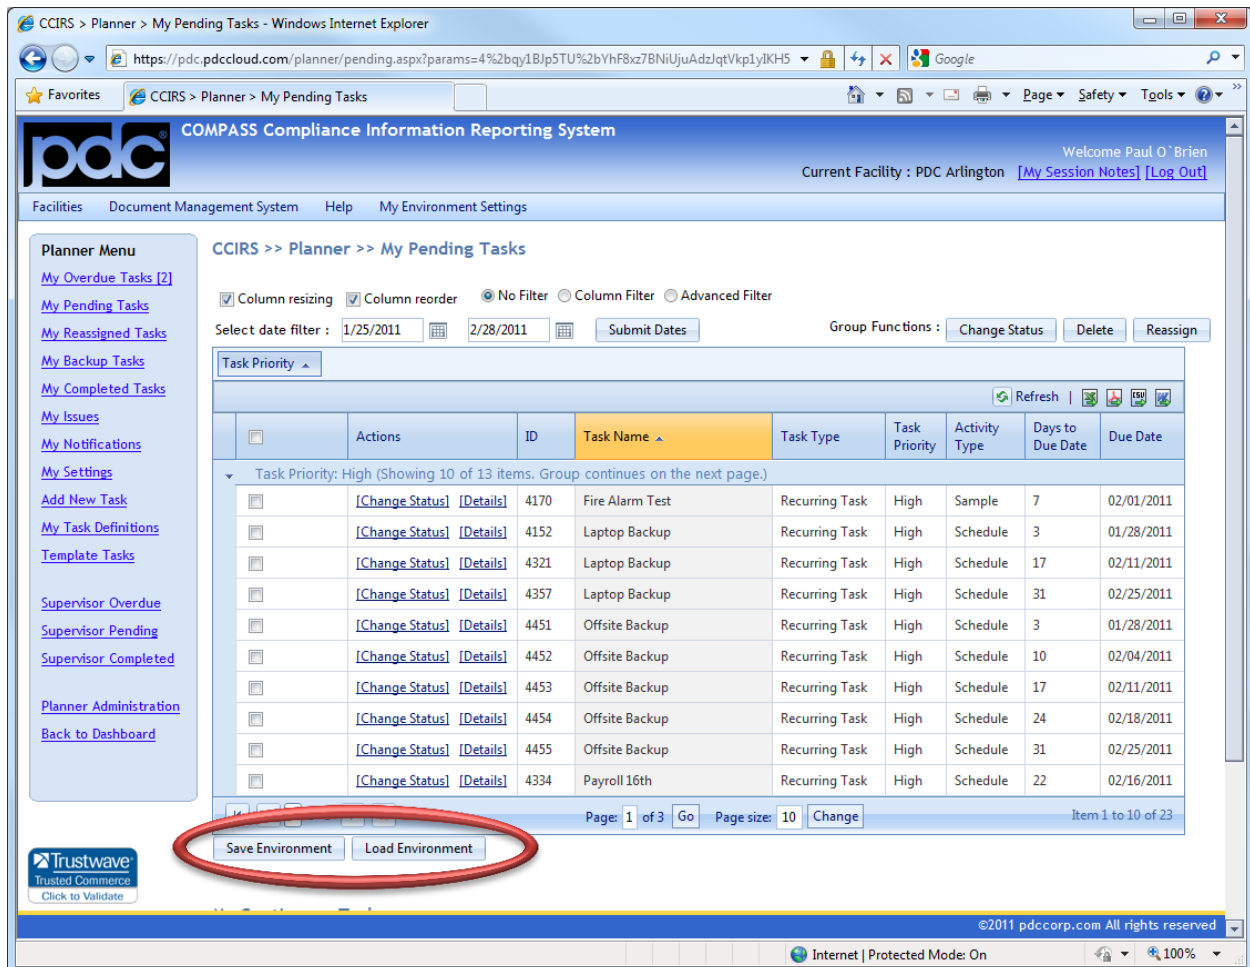 CCIRS > Planner > My Pending Tasks - Windows Internet Explorer
https://pdc.pdccloud.com/planner/pending.aspx?params=4%2bqy1BJp5TU%2bYhF8xz7BNiUjuAdzJqtVkp1yIKH5 Google
Favorites CCIRS > Planner > My Pending Tasks Page Safety Tools
pdc® COMPASS Compliance Information Reporting System
Welcome Paul O`Brien
Current Facility : PDC Arlington [My Session Notes] [Log Out]
Facilities Document Management System Help My Environment Settings
Planner Menu
My Overdue Tasks [2]
My Pending Tasks
My Reassigned Tasks
My Backup Tasks
My Completed Tasks
My Issues
My Notifications
My Settings
Add New Task
My Task Definitions
Template Tasks
Supervisor Overdue
Supervisor Pending
Supervisor Completed
Planner Administration
Back to Dashboard
CCIRS >> Planner >> My Pending Tasks
Column resizing Column reorder No Filter Column Filter Advanced Filter
Select date filter : 1/25/2011 2/28/2011 Submit Dates Group Functions : Change Status Delete Reassign
Task Priority
Refresh | CSV
Actions ID Task Name Task Type Task Priority Activity Type Days to Due Date Due Date
Task Priority: High (Showing 10 of 13 items. Group continues on the next page.)
[Change Status] [Details] 4170 Fire Alarm Test Recurring Task High Sample 7 02/01/2011
[Change Status] [Details] 4152 Laptop Backup Recurring Task High Schedule 3 01/28/2011
[Change Status] [Details] 4321 Laptop Backup Recurring Task High Schedule 17 02/11/2011
[Change Status] [Details] 4357 Laptop Backup Recurring Task High Schedule 31 02/25/2011
[Change Status] [Details] 4451 Offsite Backup Recurring Task High Schedule 3 01/28/2011
[Change Status] [Details] 4452 Offsite Backup Recurring Task High Schedule 10 02/04/2011
[Change Status] [Details] 4453 Offsite Backup Recurring Task High Schedule 17 02/11/2011
[Change Status] [Details] 4454 Offsite Backup Recurring Task High Schedule 24 02/18/2011
[Change Status] [Details] 4455 Offsite Backup Recurring Task High Schedule 31 02/25/2011
[Change Status] [Details] 4334 Payroll 16th Recurring Task High Schedule 22 02/16/2011
Page: 1 of 3 Go Page size: 10 Change Item 1 to 10 of 23
Save Environment Load Environment
Trustwave®
Trusted Commerce
Click to Validate
©2011 pdccorp.com All rights reserved
Internet | Protected Mode: On 100%